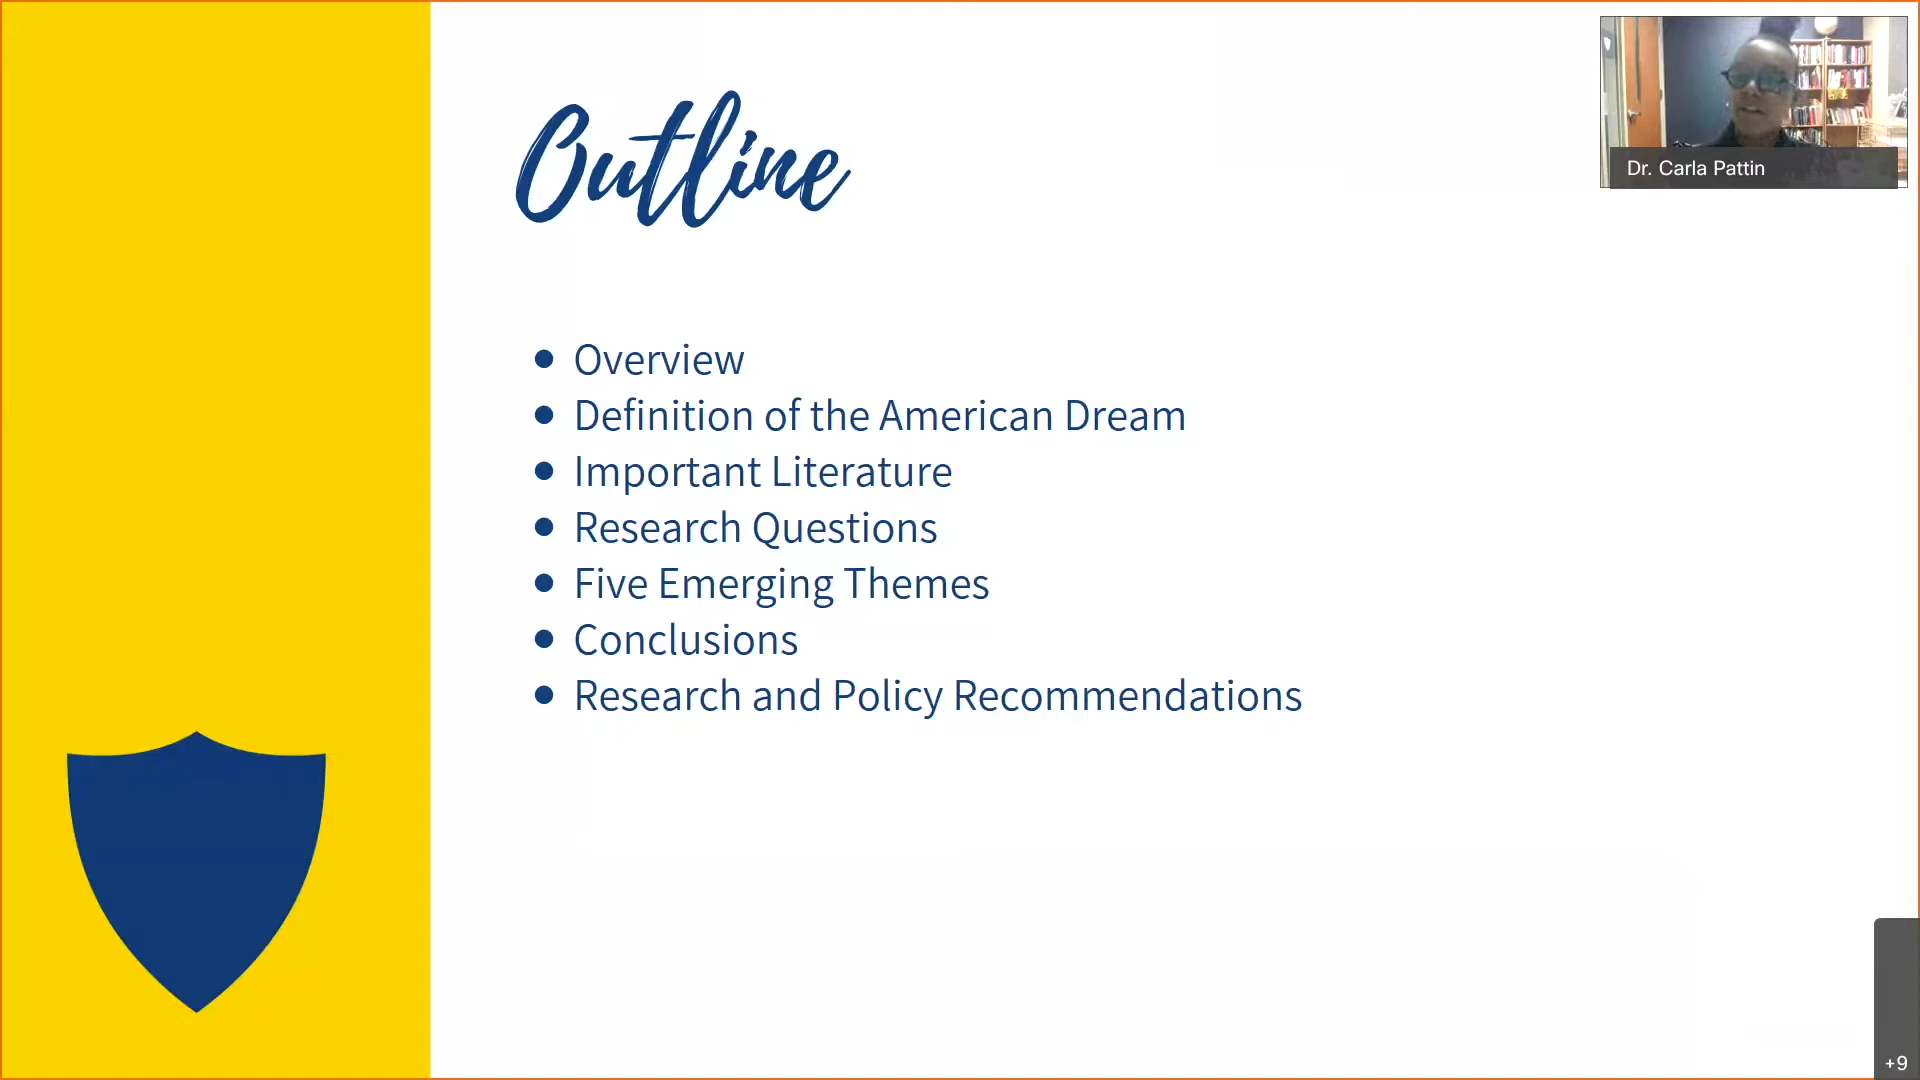 Outline
Dr. Carla Pattin
• Overview
• Definition of the American Dream
• Important Literature
• Research Questions
• Five Emerging Themes
• Conclusions
• Research and Policy Recommendations
+9